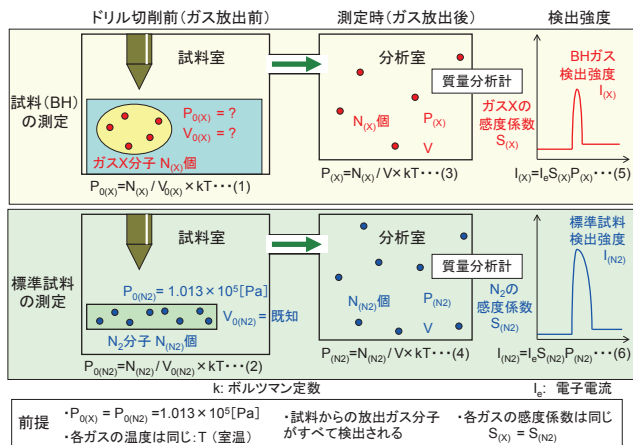 ドリル切削前(ガス放出前)
測定時(ガス放出後)
検出強度
試料(BH)
の測定
試料室
P0(X) = ?
V0(X) = ?
ガスX分子 N(X)個
P0(X)=N(X) / V0(X)×kT･･･(1)
分析室
質量分析計
N(X)個
P(X)
V
ガスXの
感度係数
S(X)
P(X)=N(X) / V×kT･･･(3)
BHガス
検出強度
I(X)
I(X)=IeS(X)P(X)･･･(5)
標準試料
の測定
試料室
P0(N2)= 1.013×10⁵[Pa]
V0(N2)= 既知
N2分子 N(N2)個
P0(N2)=N(N2) / V0(N2)×kT･･･(2)
分析室
質量分析計
N(N2)個
P(N2)
V
N2の
感度係数
S(N2)
P(N2)=N(N2) / V×kT･･･(4)
標準試料
検出強度
I(N2)
I(N2)=IeS(N2)P(N2)･･･(6)
k: ボルツマン定数
Ie: 電子電流
前提
･P0(X) = P0(N2) =1.013×10⁵[Pa]
･各ガスの温度は同じ:T (室温)
･試料からの放出ガス分子
がすべて検出される
･各ガスの感度係数は同じ
S(X) = S(N2)